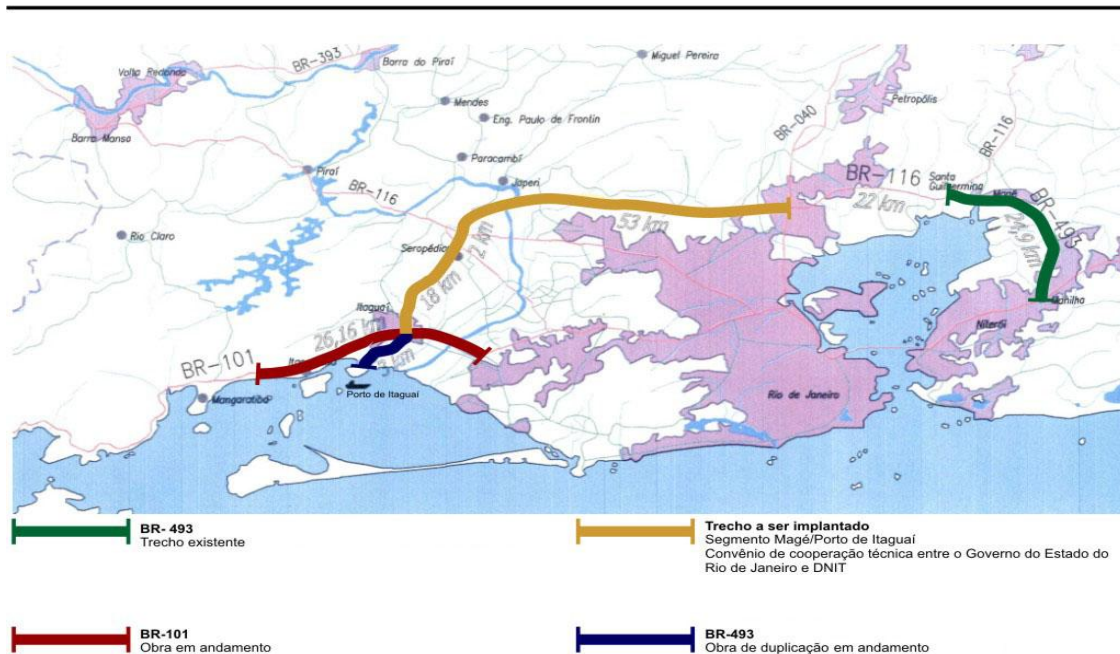 BR-393
Volta Redonda
Barra do Piraí
Miguel Pereira
Mendes
Eng. Paulo de Frontin
Petropólis
BR-040
BR-116
Barra Mansa
Paracambí
Piraí
BR-116
Japeri
BR-116
Santa
Guilhermina
Magé
22 km
24,9 km
Rio Claro
Seropédica
53 km
18 km
Itaguaí
26,16 km
Manilha
Niterói
BR-101
Mangaratiba
Porto de Itaguaí
Rio de Janeiro
BR- 493
Trecho existente
Trecho a ser implantado
Segmento Magé/Porto de Itaguaí
Convênio de cooperação técnica entre o Governo do Estado do
Rio de Janeiro e DNIT
BR-101
Obra em andamento
BR-493
Obra de duplicação em andamento